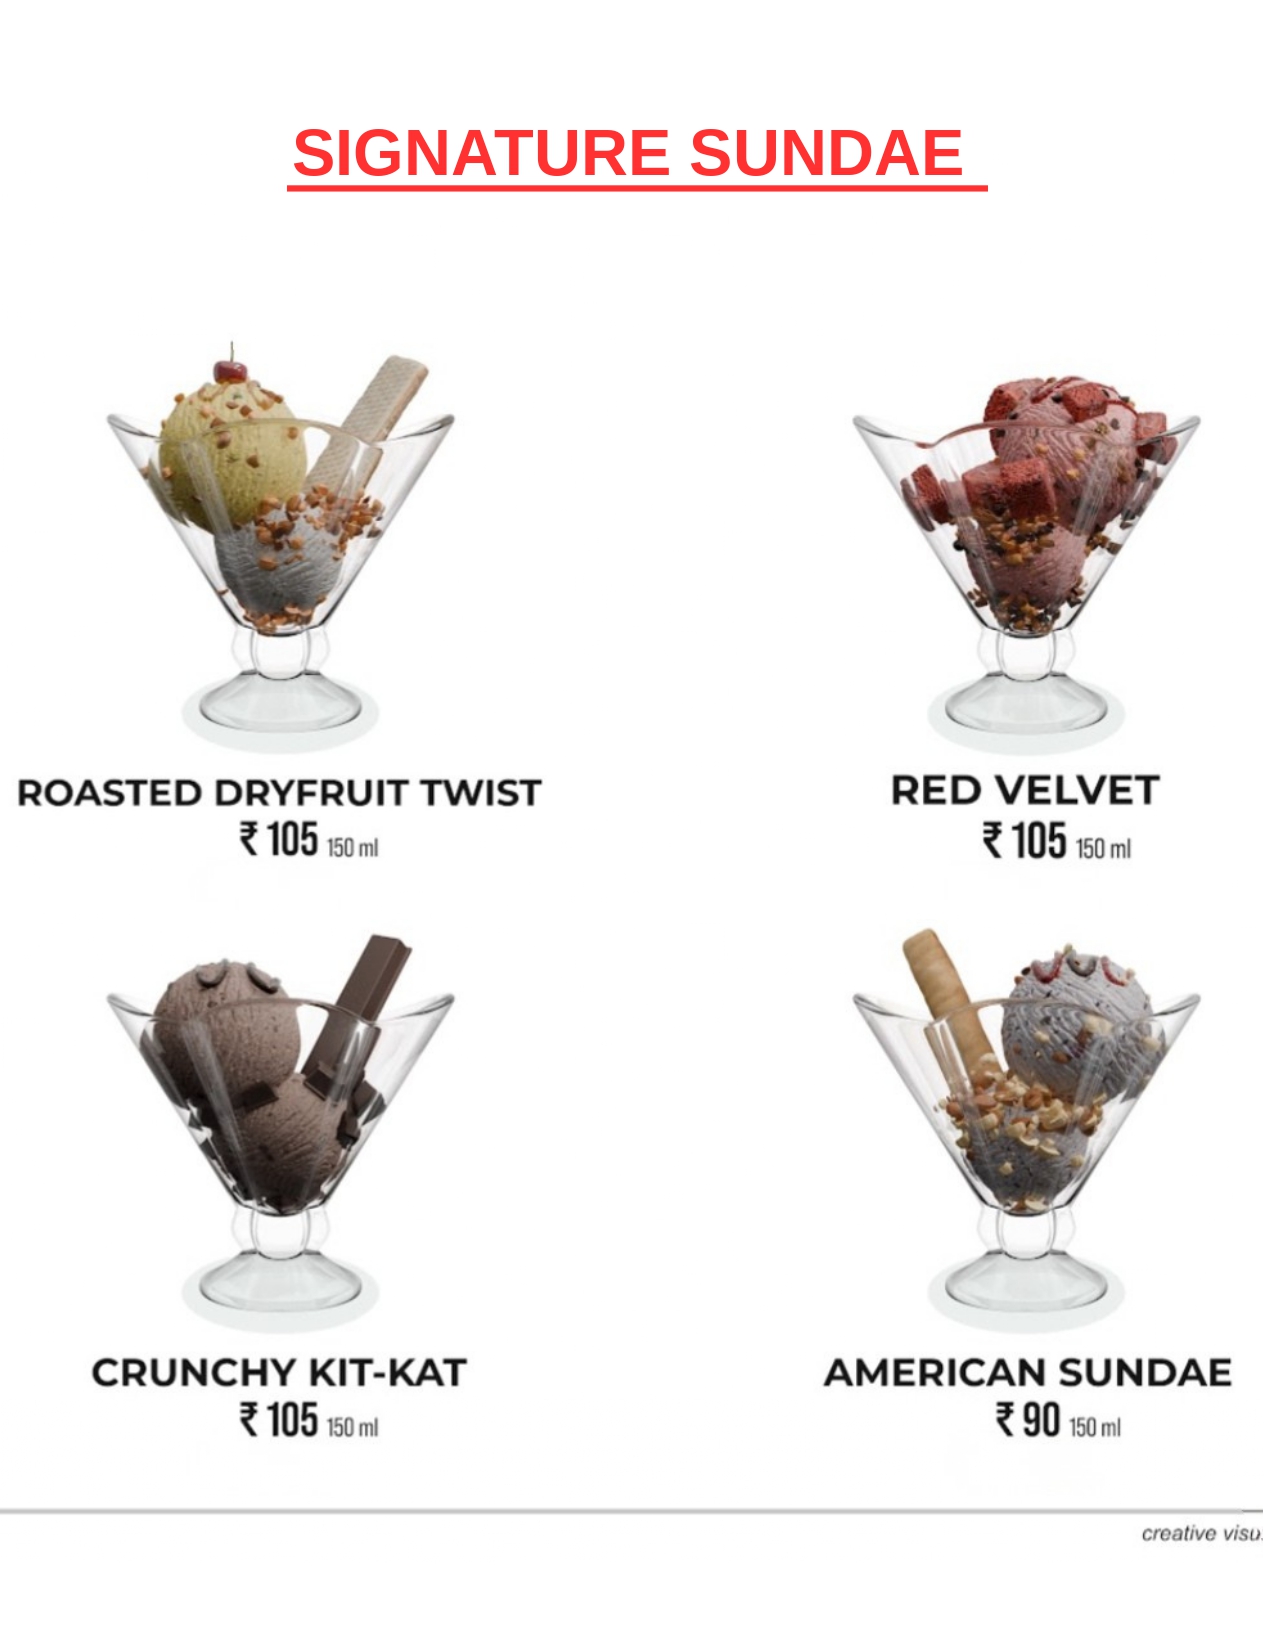 SIGNATURE SUNDAE
ROASTED DRYFRUIT TWIST
₹ 105 150 ml
RED VELVET
₹ 105 150 ml
CRUNCHY KIT-KAT
₹ 105 150 ml
AMERICAN SUNDAE
₹ 90 150 ml
creative